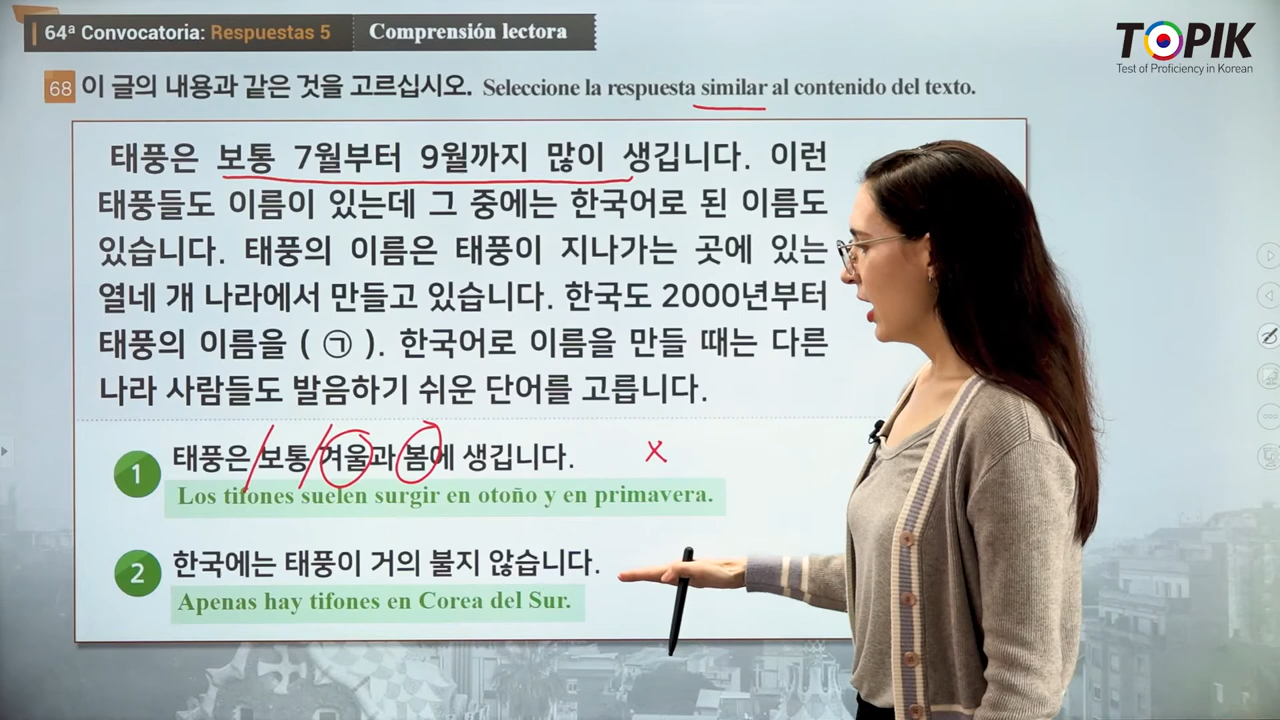 64ª Convocatoria: Respuestas 5 Comprensión lectora
TOPIK
Test of Proficiency in Korean
68 이 글의 내용과 같은 것을 고르십시오. Seleccione la respuesta similar al contenido del texto.
태풍은 보통 7월부터 9월까지 많이 생깁니다. 이런
태풍들도 이름이 있는데 그 중에는 한국어로 된 이름도
있습니다. 태풍의 이름은 태풍이 지나가는 곳에 있는
열네 개 나라에서 만들고 있습니다. 한국도 2000년부터
태풍의 이름을 ( ㉠ ). 한국어로 이름을 만들 때는 다른
나라 사람들도 발음하기 쉬운 단어를 고릅니다.
1 태풍은 보통 겨울과 봄에 생깁니다. x
Los tifones suelen surgir en otoño y en primavera.
2 한국에는 태풍이 거의 불지 않습니다.
Apenas hay tifones en Corea del Sur.